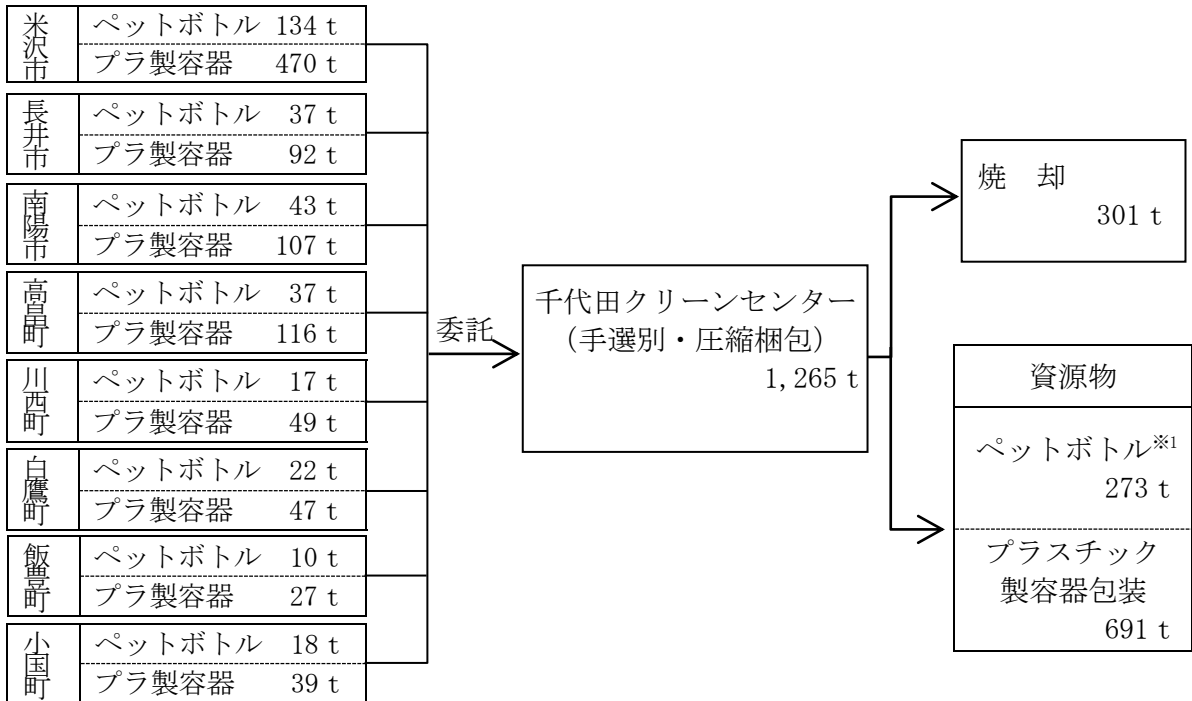 米沢市
ペットボトル 134 t
プラ製容器 470 t
長井市
ペットボトル 37 t
プラ製容器 92 t
南陽市
ペットボトル 43 t
プラ製容器 107 t
高畠町
ペットボトル 37 t
プラ製容器 116 t
川西町
ペットボトル 17 t
プラ製容器 49 t
白鷹町
ペットボトル 22 t
プラ製容器 47 t
飯豊町
ペットボトル 10 t
プラ製容器 27 t
小国町
ペットボトル 18 t
プラ製容器 39 t
委託
千代田クリーンセンター
（手選別・圧縮梱包）
1,265 t
焼 却
301 t
資源物
ペットボトル※1
273 t
プラスチック
製容器包装
691 t